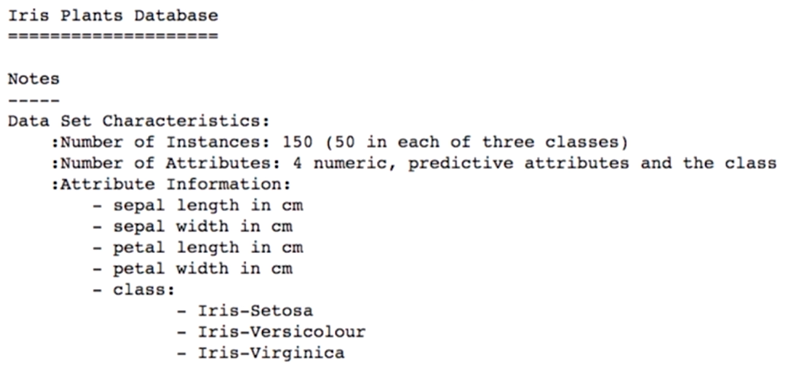 Iris Plants Database
====================
Notes
-----
Data Set Characteristics:
:Number of Instances: 150 (50 in each of three classes)
:Number of Attributes: 4 numeric, predictive attributes and the class
:Attribute Information:
- sepal length in cm
- sepal width in cm
- petal length in cm
- petal width in cm
- class:
- Iris-Setosa
- Iris-Versicolour
- Iris-Virginica